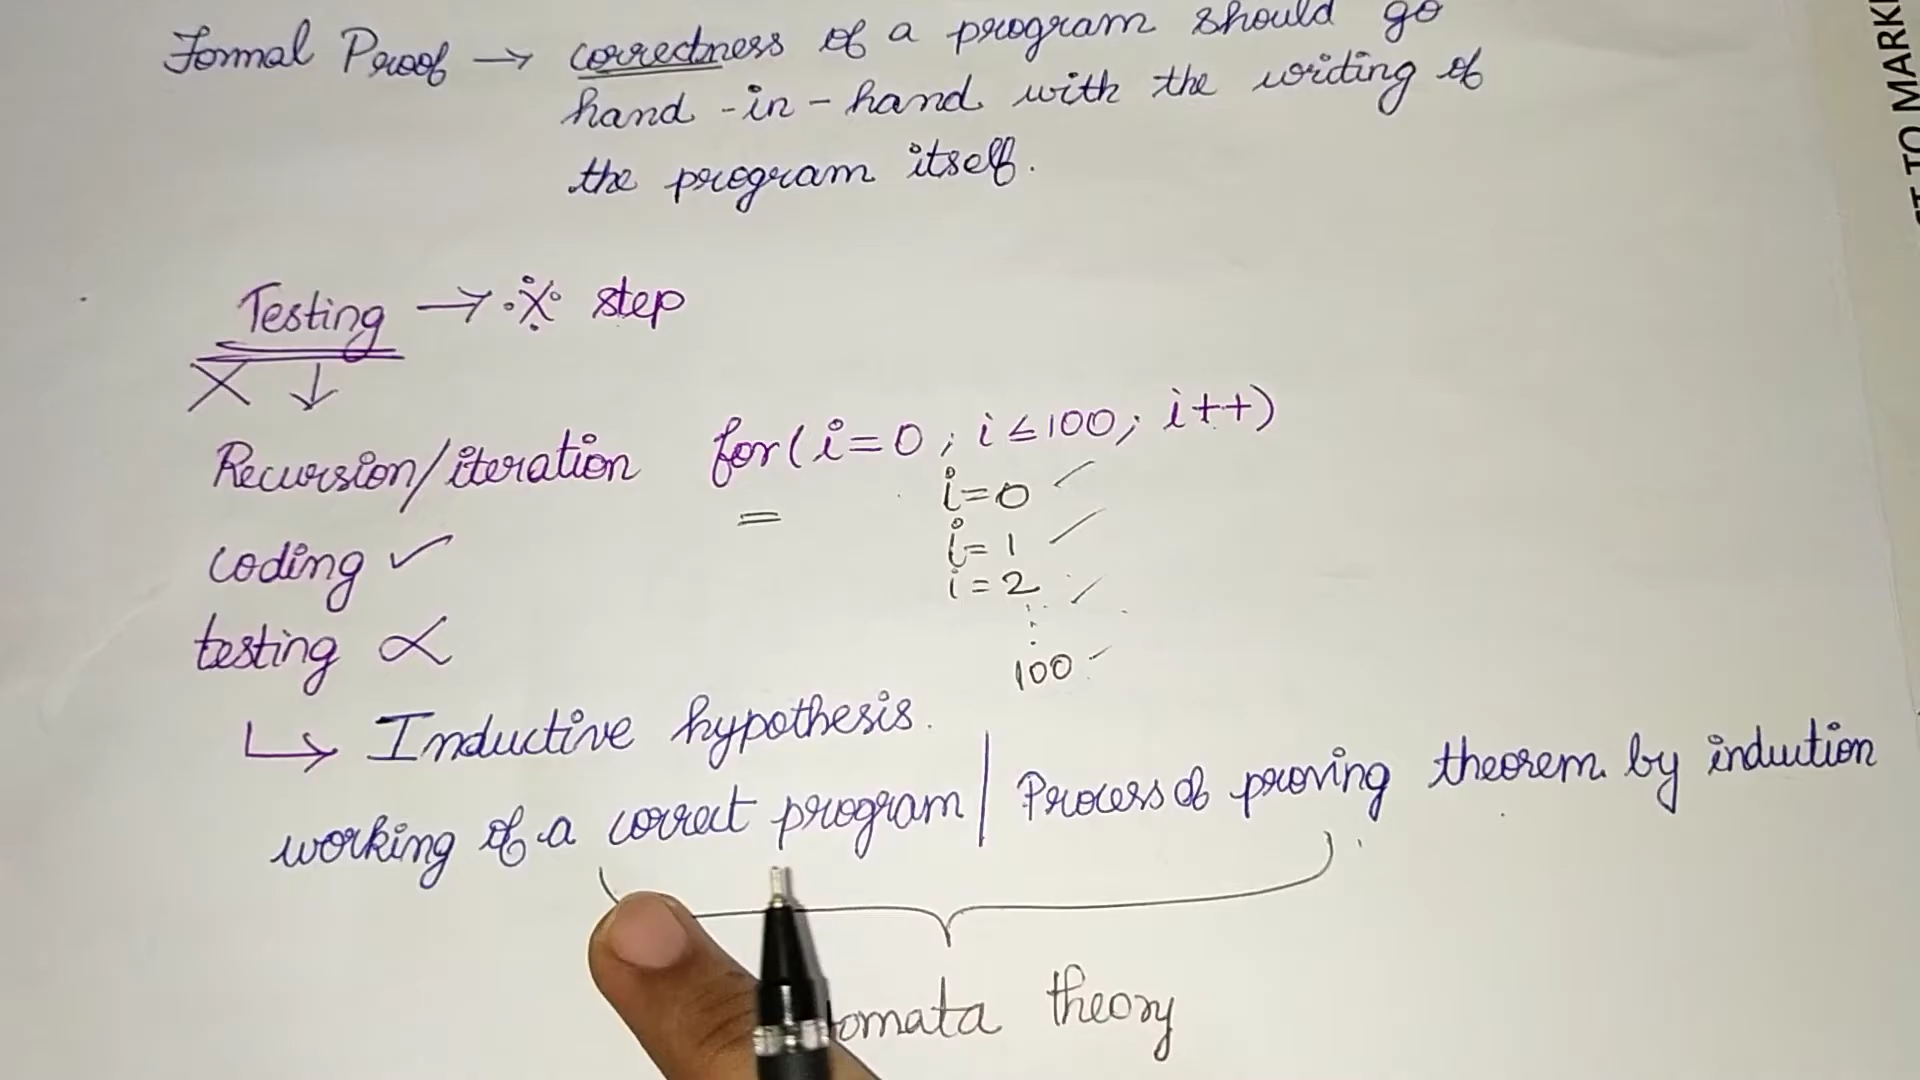 Formal Proof → correctness of a program should go
hand-in-hand with the writing of
the program itself.
Testing → step
X ↓
Recursion/iteration for(i=0; i≤100; i++)
=
i=0 ✓
i=1 ✓
i=2 ✓
100 ✓
coding ✓
testing
↳ Inductive hypothesis.
working of a correct program | Process of proving theorem by induction
theory
TO MARK